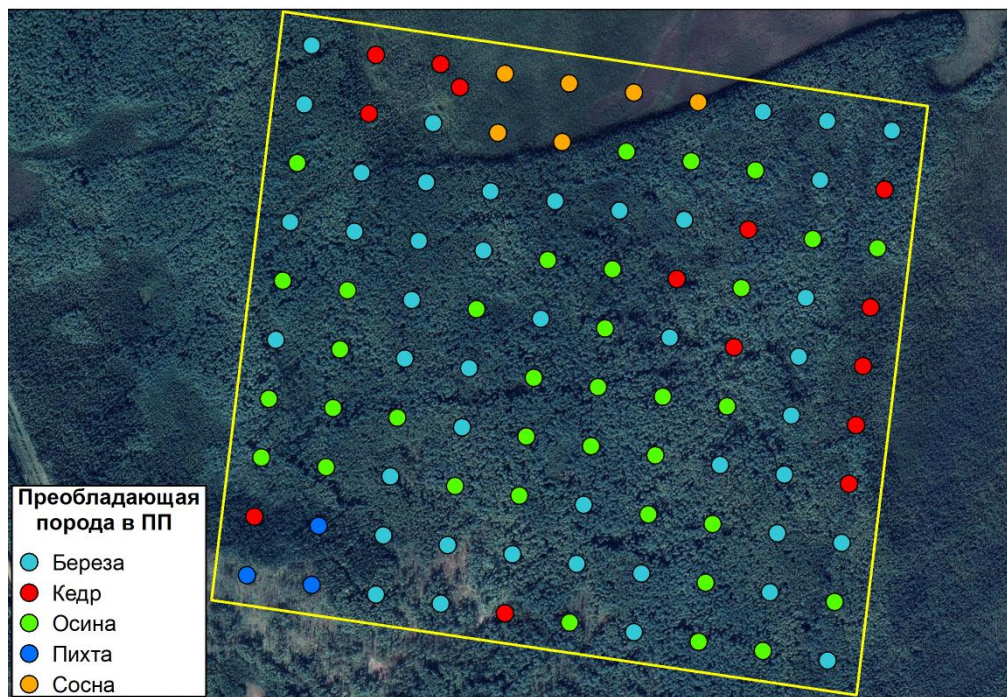 Преобладающая
порода в ПП
Береза
Кедр
Осина
Пихта
Сосна